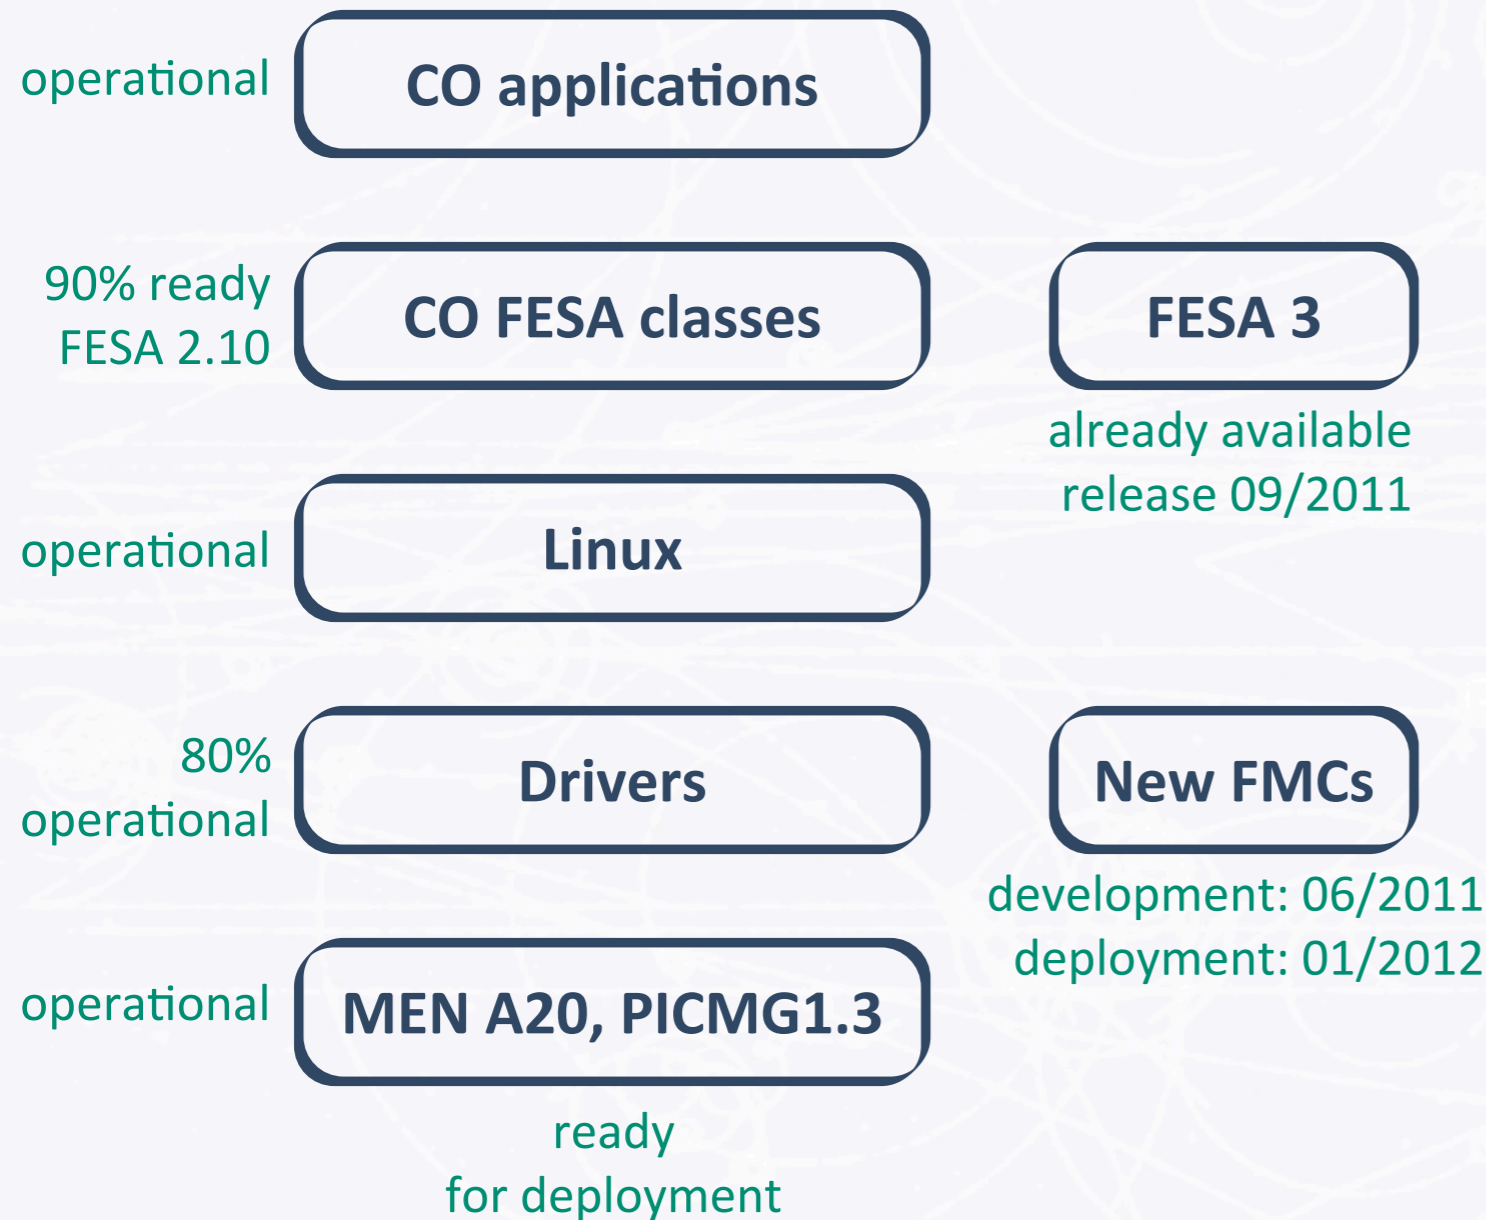 operational
CO applications
90% ready
FESA 2.10
CO FESA classes
FESA 3
already available
release 09/2011
operational
Linux
80%
operational
Drivers
New FMCs
development: 06/2011
deployment: 01/2012
operational
MEN A20, PICMG1.3
ready
for deployment